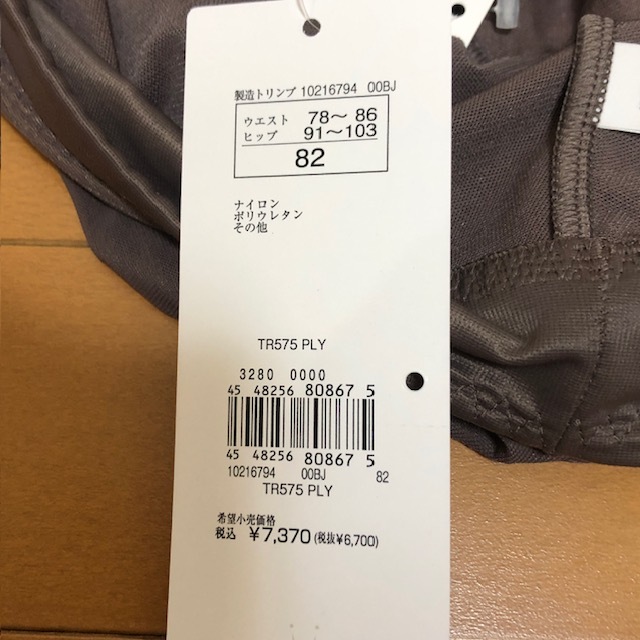 製造トリンプ 10216794 00BJ
ウエスト 78～ 86
ヒップ 91～103
82
ナイロン
ポリウレタン
その他
TR575 PLY
3280 0000
45 48256 80867 5
45 48256 80867 5
10216794 00BJ 82
TR575 PLY
希望小売価格
税込 ¥7,370(税抜¥6,700)